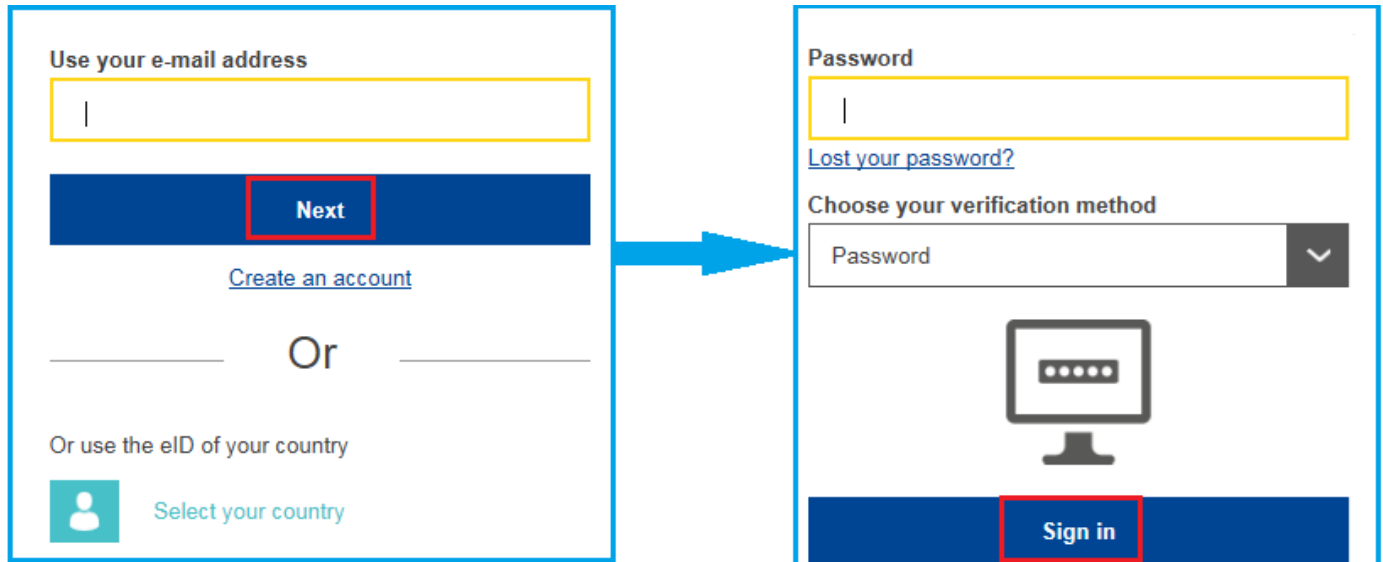 Use your e-mail address
Next
Create an account
Or
Or use the eID of your country
Select your country
Password
Lost your password?
Choose your verification method
Password
Sign in